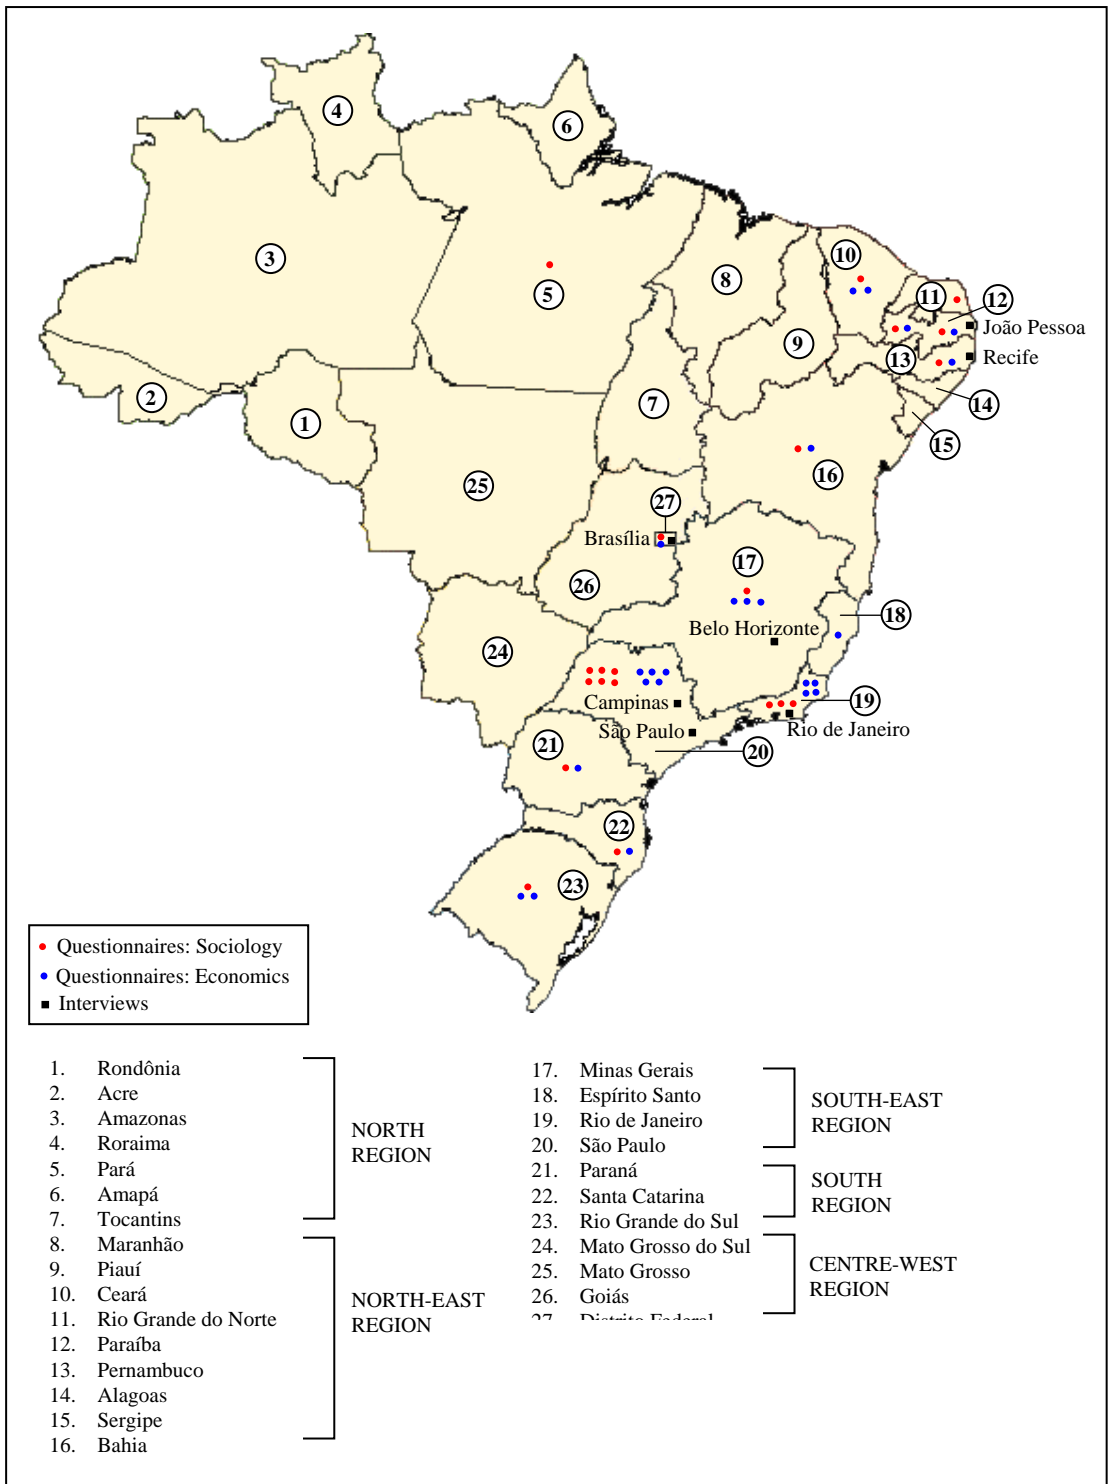 4
6
3
5
8
10
11
12
João Pessoa
9
13
Recife
2
1
7
14
15
25
16
27
Brasília
17
26
18
Belo Horizonte
24
Campinas
19
São Paulo
Rio de Janeiro
21
20
22
23
Questionnaires: Sociology
Questionnaires: Economics
Interviews
1. Rondônia
2. Acre
3. Amazonas
4. Roraima
5. Pará
6. Amapá
7. Tocantins
NORTH
REGION
8. Maranhão
9. Piauí
10. Ceará
11. Rio Grande do Norte
12. Paraíba
13. Pernambuco
14. Alagoas
15. Sergipe
16. Bahia
NORTH-EAST
REGION
17. Minas Gerais
18. Espírito Santo
19. Rio de Janeiro
20. São Paulo
SOUTH-EAST
REGION
21. Paraná
22. Santa Catarina
23. Rio Grande do Sul
SOUTH
REGION
24. Mato Grosso do Sul
25. Mato Grosso
26. Goiás
27. Distrito Federal
CENTRE-WEST
REGION